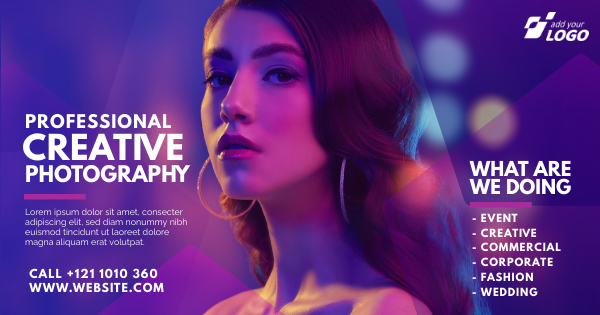 add your
LOGO
PROFESSIONAL
CREATIVE
PHOTOGRAPHY
Lorem ipsum dolor sit amet, consecter
adipiscing elit, sed diam nonummy nibh
euismod tincidunt ut laoreet dolore
magna aliquam erat volutpat.
CALL +121 1010 360
WWW.WEBSITE.COM
WHAT ARE
WE DOING
- EVENT
- CREATIVE
- COMMERCIAL
- CORPORATE
- FASHION
- WEDDING